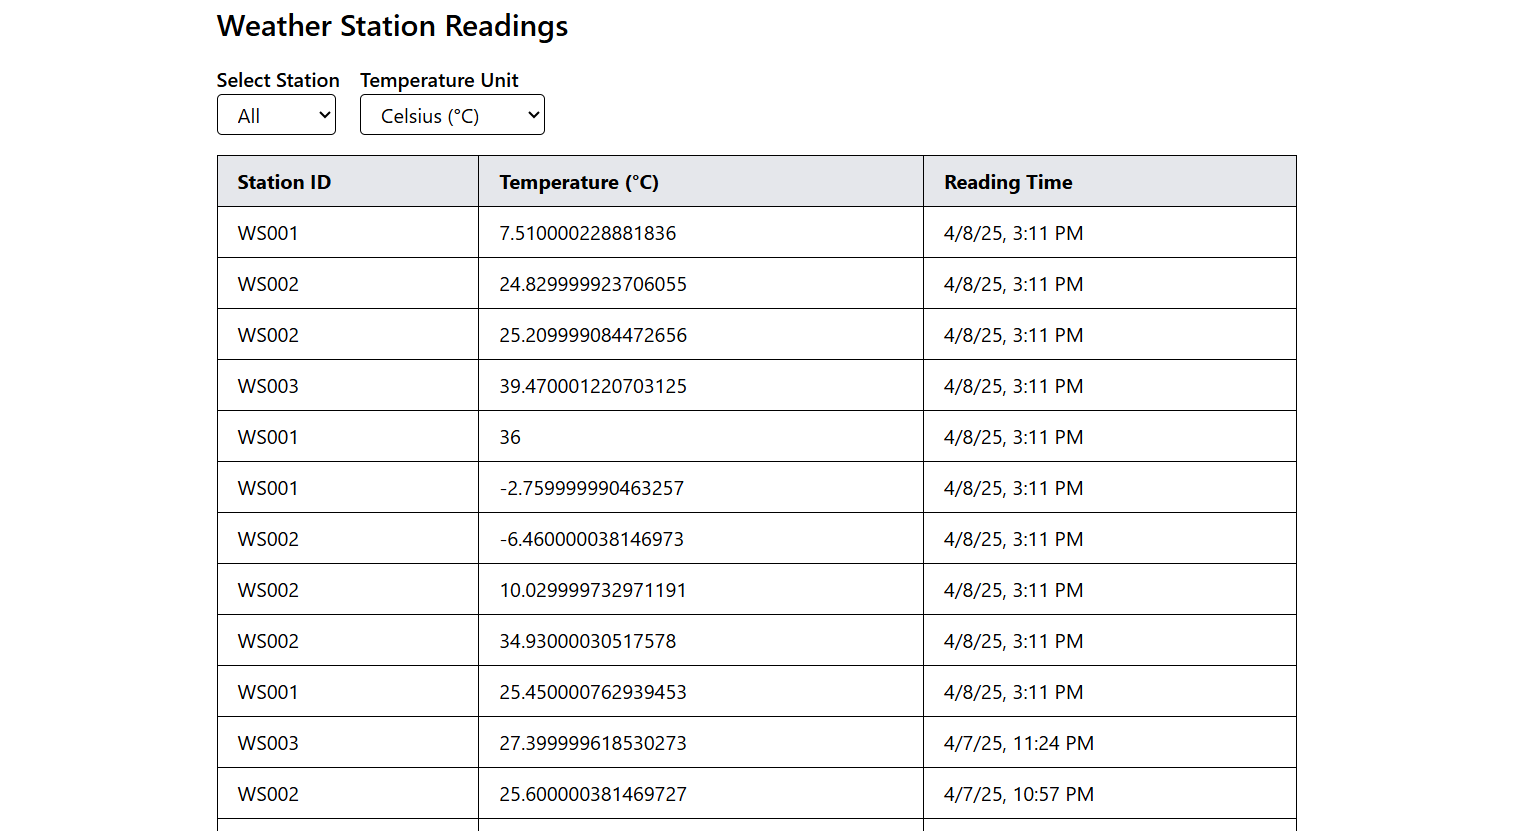 Weather Station Readings
Select Station Temperature Unit
All Celsius (°C)
Station ID Temperature (°C) Reading Time
WS001 7.510000228881836 4/8/25, 3:11 PM
WS002 24.829999923706055 4/8/25, 3:11 PM
WS002 25.209999084472656 4/8/25, 3:11 PM
WS003 39.470001220703125 4/8/25, 3:11 PM
WS001 36 4/8/25, 3:11 PM
WS001 -2.759999990463257 4/8/25, 3:11 PM
WS002 -6.460000038146973 4/8/25, 3:11 PM
WS002 10.029999732971191 4/8/25, 3:11 PM
WS002 34.93000030517578 4/8/25, 3:11 PM
WS001 25.450000762939453 4/8/25, 3:11 PM
WS003 27.399999618530273 4/7/25, 11:24 PM
WS002 25.600000381469727 4/7/25, 10:57 PM